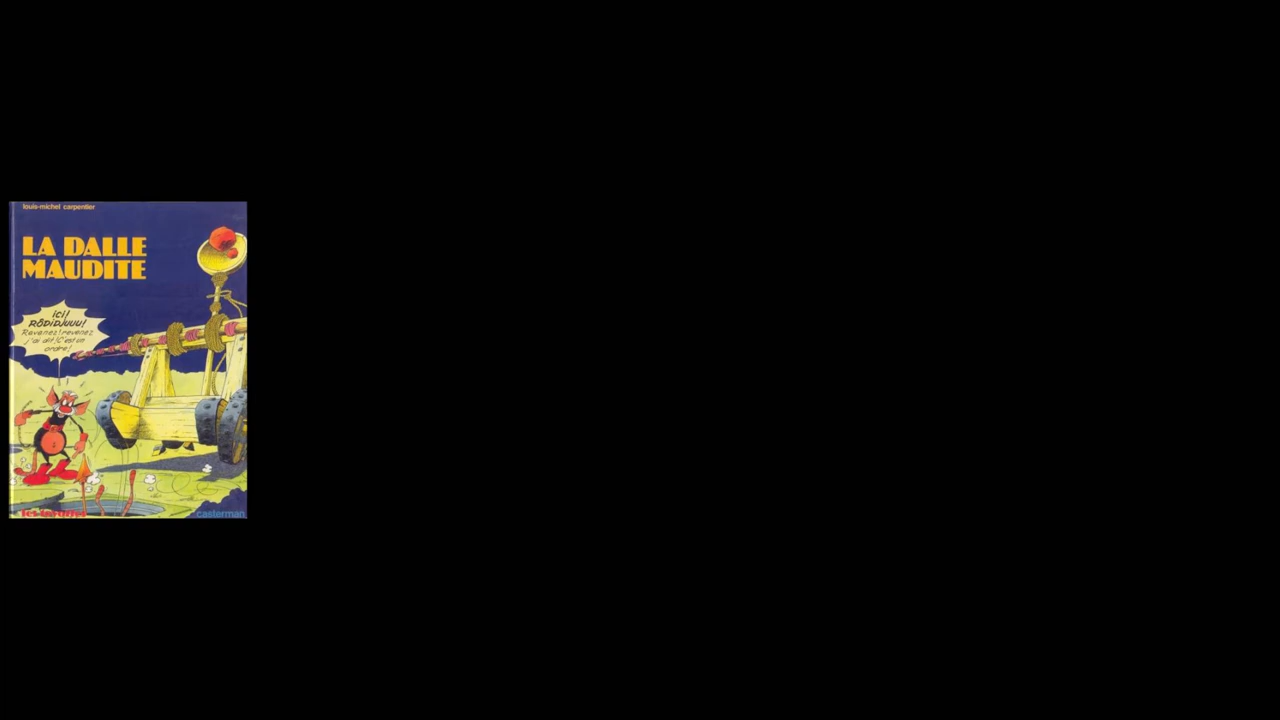 louis-michel carpentier
LA DALLE
MAUDITE
ici!
RÔDIDJUUU!
Revenez! revenez
j'ai dit! C'est un
ordre!
casterman